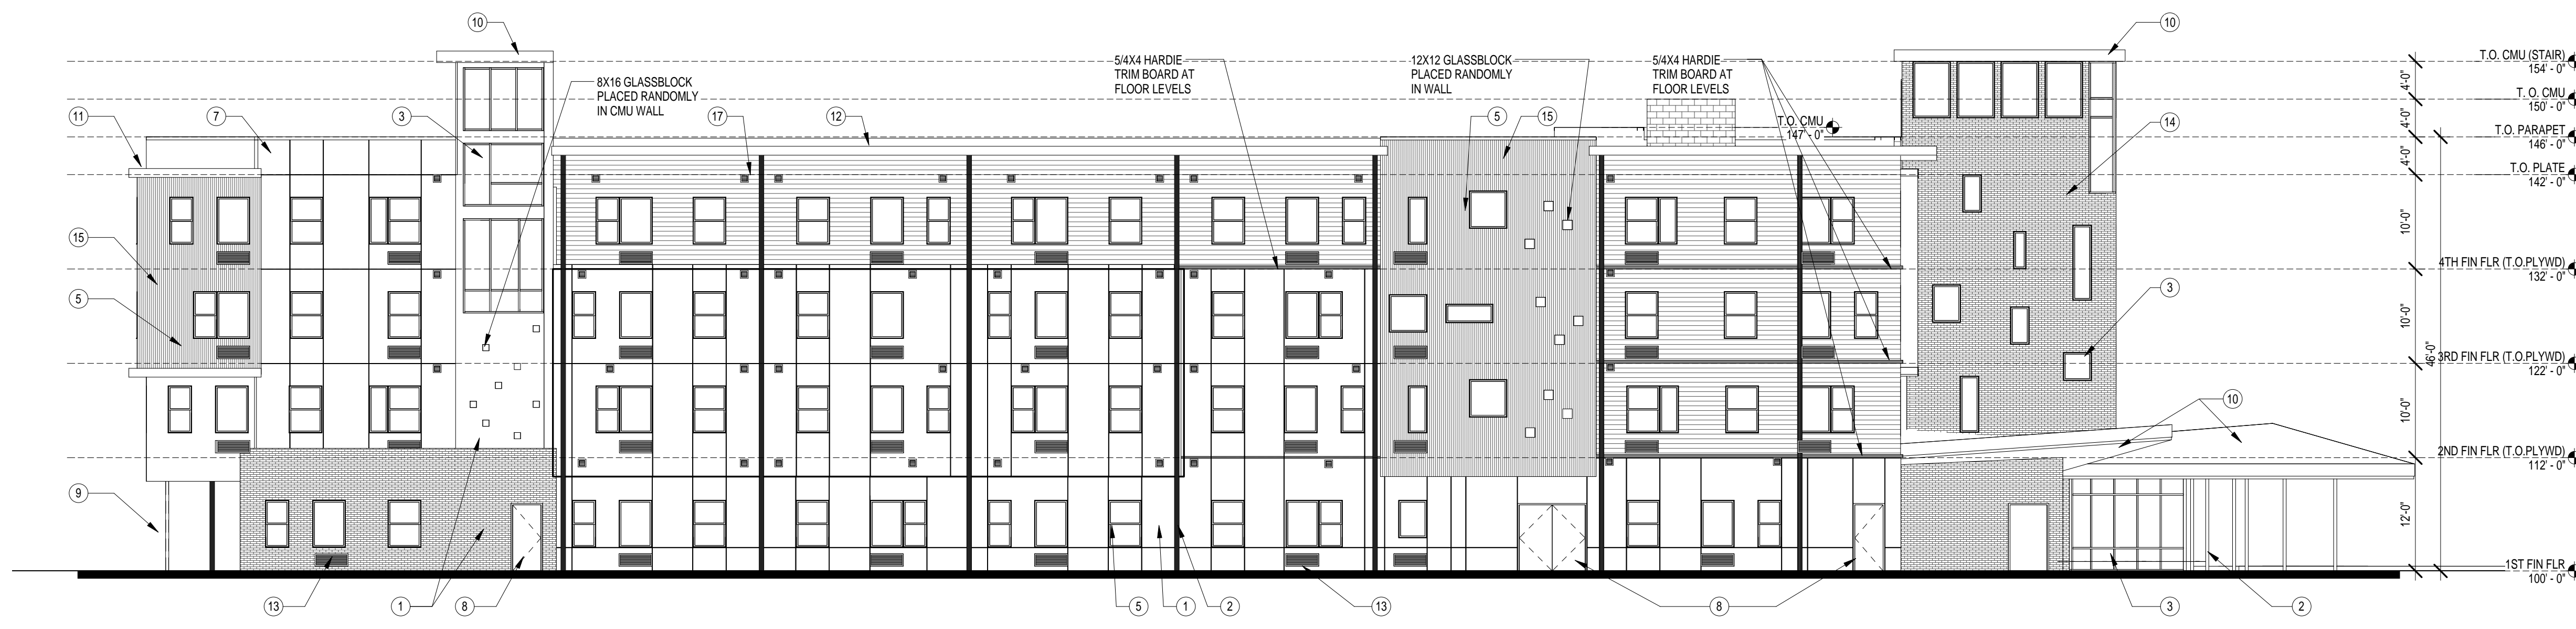 10
10
5/4X4 HARDIE
TRIM BOARD AT
FLOOR LEVELS
12X12 GLASSBLOCK
PLACED RANDOMLY
IN WALL
5/4X4 HARDIE
TRIM BOARD AT
FLOOR LEVELS
T.O. CMU (STAIR)
154' - 0"
8X16 GLASSBLOCK
PLACED RANDOMLY
IN CMU WALL
4'-0"
T. O. CMU
150' - 0"
11
7
3
17
12
5
15
T.O. CMU
147' - 0"
14
4'-0"
T.O. PARAPET
146' - 0"
4'-0"
T.O. PLATE
142' - 0"
15
10'-0"
4TH FIN FLR (T.O.PLYWD)
132' - 0"
5
3
10'-0"
46'-0"
3RD FIN FLR (T.O.PLYWD)
122' - 0"
10
10'-0"
2ND FIN FLR (T.O.PLYWD)
112' - 0"
9
12'-0"
1ST FIN FLR
100' - 0"
13
1
8
5
1
2
13
8
3
2